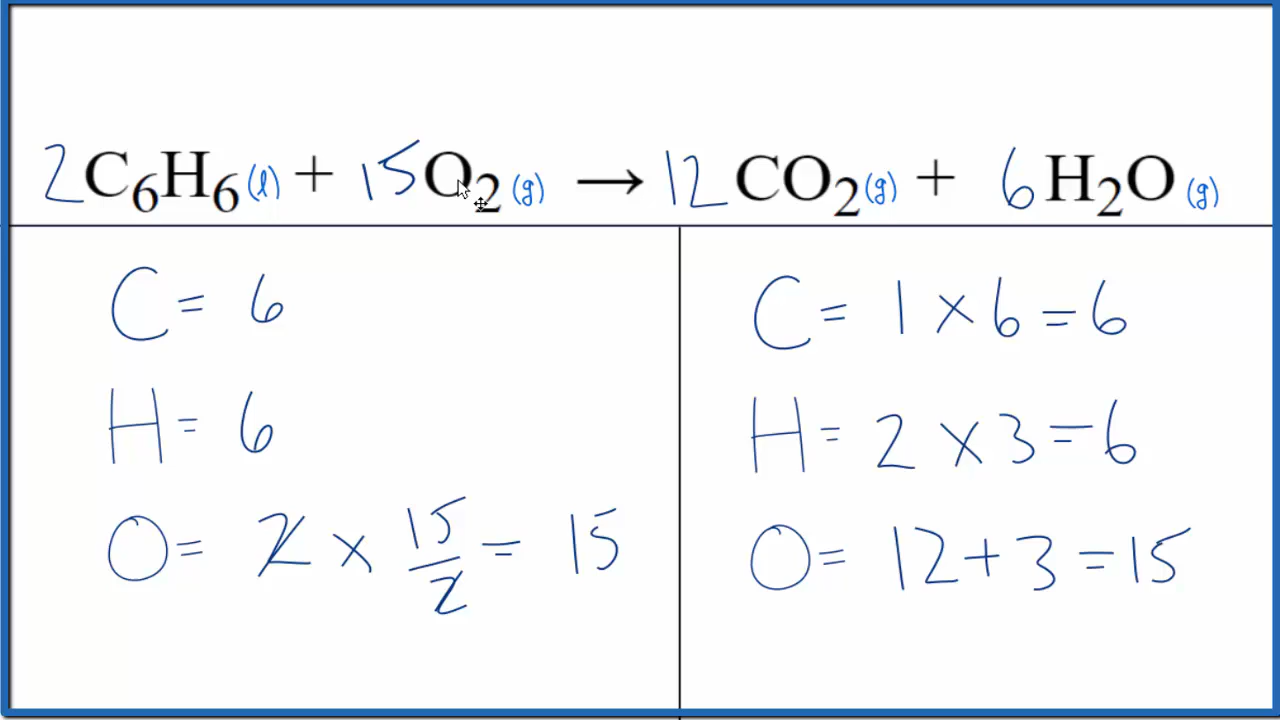 2C₆H₆(l) + 15O₂(g) → 12CO₂(g) + 6H₂O(g)
C = 6
H = 6
O = 2 × 15/2 = 15
C = 1 × 6 = 6
H = 2 × 3 = 6
O = 12 + 3 = 15